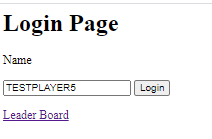 Login Page
Name
TESTPLAYER5 Login
Leader Board